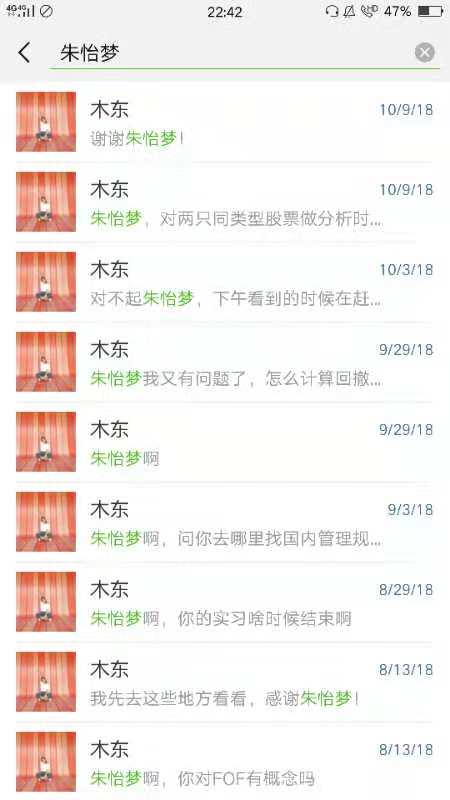 4G 4G 22:42 47%
朱怡梦
木东 10/9/18
谢谢朱怡梦!
木东 10/9/18
朱怡梦，对两只同类型股票做分析时...
木东 10/3/18
对不起朱怡梦，下午看到的时候在赶...
木东 9/29/18
朱怡梦我又有问题了，怎么计算回撤...
木东 9/29/18
朱怡梦啊
木东 9/3/18
朱怡梦啊，问你去哪里找国内管理规...
木东 8/29/18
朱怡梦啊，你的实习啥时候结束啊
木东 8/13/18
我先去这些地方看看，感谢朱怡梦!
木东 8/13/18
朱怡梦啊，你对FOF有概念吗